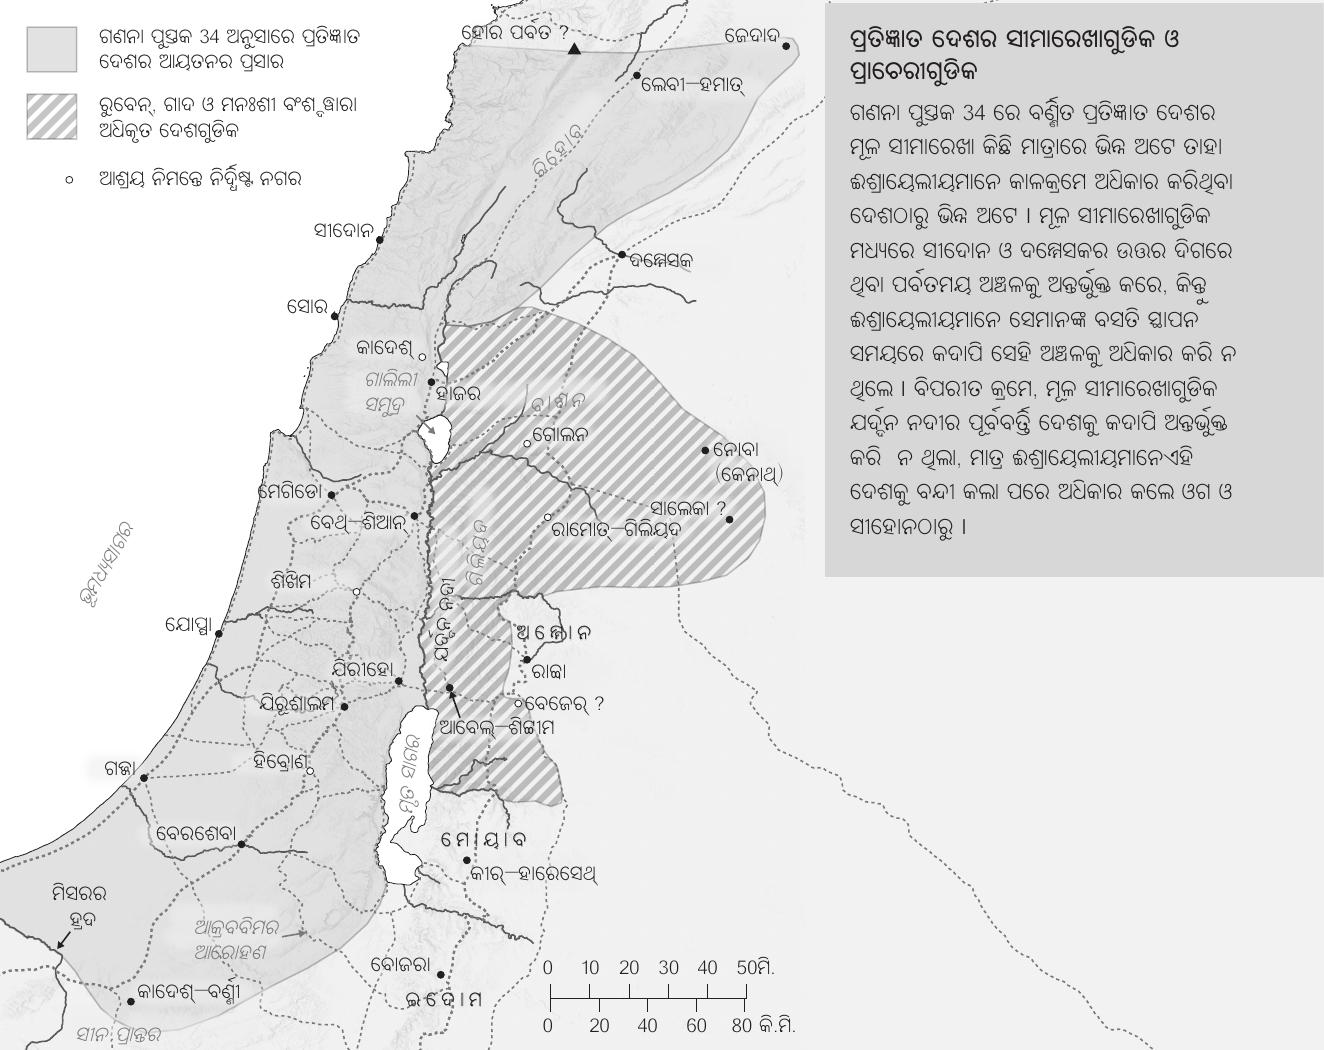 ଗଣନା ପୁସ୍ତକ 34 ଅନୁସାରେ ପ୍ରତିଜ୍ଞାତ
ଦେଶର ଆୟତନର ପ୍ରସାର
ରୁବେନ୍, ଗାଦ ଓ ମନଃଶୀ ବଂଶ ଦ୍ୱାରା
ଅଧିକୃତ ଦେଶଗୁଡିକ
ଆଶ୍ରୟ ନିମନ୍ତେ ନିର୍ଦ୍ଧିଷ୍ଟ ନଗର
ପ୍ରତିଜ୍ଞାତ ଦେଶର ସୀମାରେଖାଗୁଡିକ ଓ
ପ୍ରାଚେରୀଗୁଡିକ
ଗଣନା ପୁସ୍ତକ 34 ରେ ବର୍ଣ୍ଣିତ ପ୍ରତିଜ୍ଞାତ ଦେଶର
ମୂଳ ସୀମାରେଖା କିଛି ମାତ୍ରାରେ ଭିନ୍ନ ଅଟେ ତାହା
ଈଶ୍ରାୟେଲୀୟମାନେ କାଳକ୍ରମେ ଅଧିକାର କରିଥିବା
ଦେଶଠାରୁ ଭିନ୍ନ ଅଟେ । ମୂଳ ସୀମାରେଖାଗୁଡିକ
ମଧ୍ୟରେ ସୀଦୋନ ଓ ଦମ୍ମେସକର ଉତ୍ତର ଦିଗରେ
ଥିବା ପର୍ବତମୟ ଅଞ୍ଚଳକୁ ଅନ୍ତର୍ଭୁକ୍ତ କରେ, କିନ୍ତୁ
ଈଶ୍ରାୟେଲୀୟମାନେ ସେମାନଙ୍କ ବସତି ସ୍ଥାପନ
ସମୟରେ କଦାପି ସେହି ଅଞ୍ଚଳକୁ ଅଧିକାର କରି ନ
ଥିଲେ । ବିପରୀତ କ୍ରମେ, ମୂଳ ସୀମାରେଖାଗୁଡିକ
ଯର୍ଦ୍ଦନ ନଦୀର ପୂର୍ବବର୍ତ୍ତି ଦେଶକୁ କଦାପି ଅନ୍ତର୍ଭୁକ୍ତ
କରି ନ ଥିଲା, ମାତ୍ର ଈଶ୍ରାୟେଲୀୟମାନେଏହି
ଦେଶକୁ ବନ୍ଦୀ କଲା ପରେ ଅଧିକାର କଲେ ଓଗ ଓ
ସୀହୋନଠାରୁ ।
ହୋର ପର୍ବତ ?
ଜେଦାଦ
ଲେବୀ–ହମାତ୍
ରିହୋବ
ସୀଦୋନ
ଦମ୍ମେସକ
ସୋର
କାଦେଶ୍
ଗାଲିଲୀ
ସମୁଦ୍ର
ହାଜର
ବାଶନ
ଗୋଲନ
ନୋବା
(କେନାଥ୍)
ମେଗିଡୋ
ବେଥ୍–ଶିଆନ୍
ସାଲେକା ?
ରାମୋତ୍–ଗିଲିୟଦ
ଗିଲିୟଦ
ଭୂମଧ୍ୟସାଗର
ଶିଖିମ
ଯର୍ଦ୍ଦନ ନଦୀ
ଯୋପ୍ପା
ଅମ୍ମୋନ
ଯିରୀହୋ
ରାବ୍ବା
ଯିରୂଶାଲମ
ବେଜେର୍ ?
ଆବେଲ୍–ଶିଟ୍ଟୀମ
ହିବ୍ରୋଣ
ଗଜ୍ଜା
ମୃତ ସାଗର
ବେରଶେବା
ମୋୟାବ
କୀର୍–ହାରେସେଥ୍
ମିସରର
ହ୍ରଦ
ଆକ୍ରବବିମର
ଆରୋହଣ
ବୋଜରା
ଇଦୋମ
କାଦେଶ୍–ବର୍ଣ୍ଣୀ
ସୀନ ପ୍ରାନ୍ତର
0 10 20 30 40 50ମି.
0 20 40 60 80 କି.ମି.